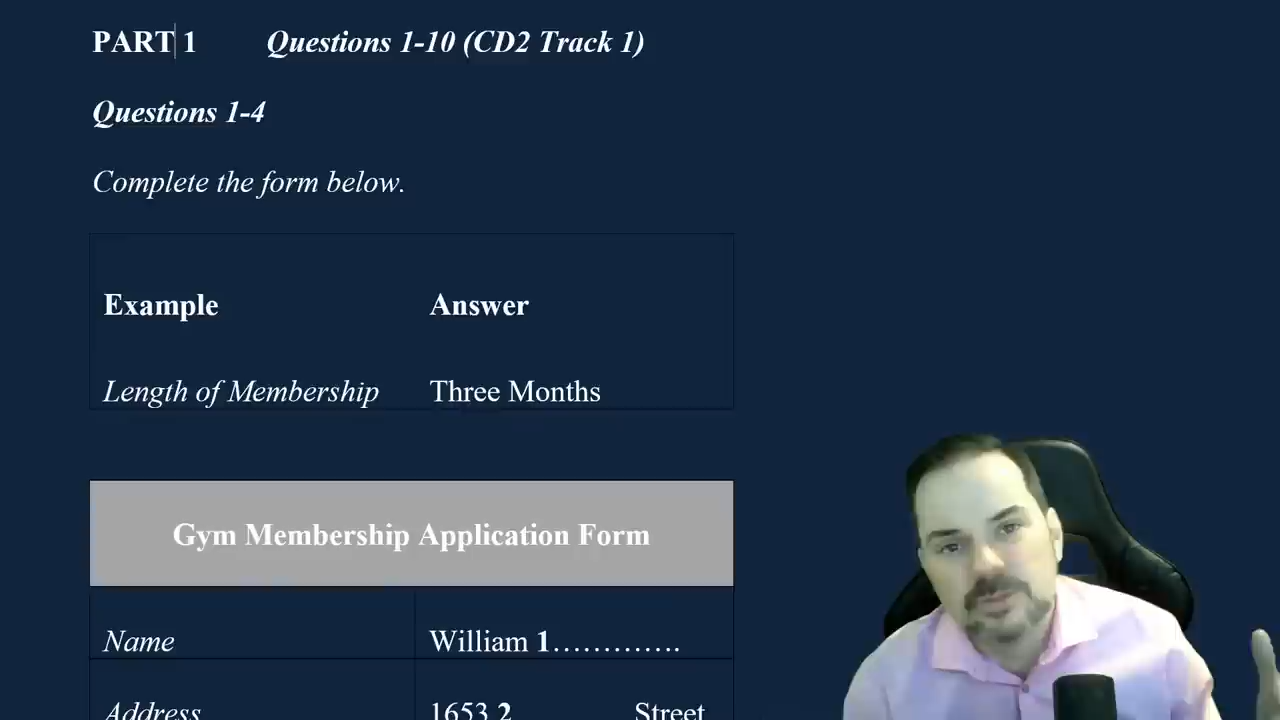 PART 1 Questions 1-10 (CD2 Track 1)
Questions 1-4
Complete the form below.
Example Answer
Length of Membership Three Months
Gym Membership Application Form
Name William 1.............
Address 1653 2 Street